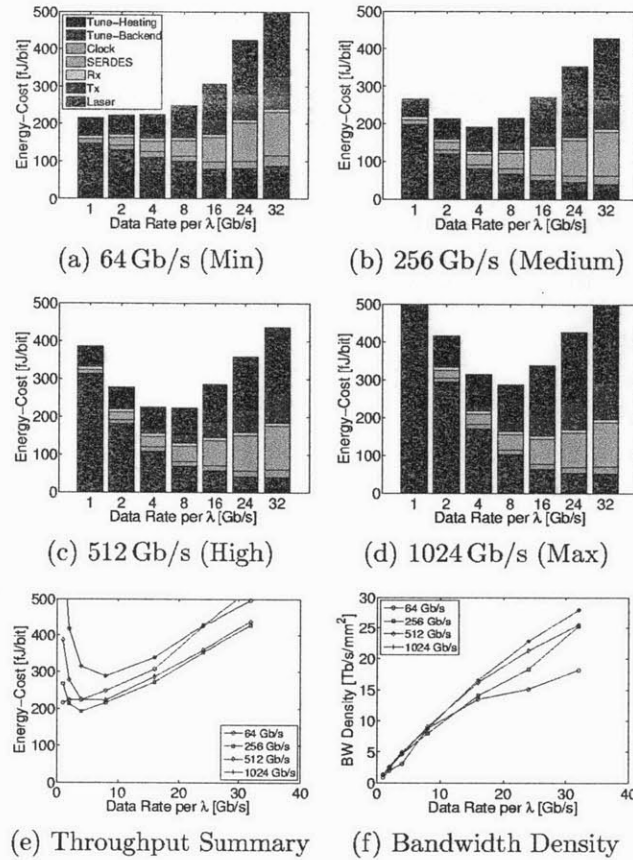 Energy-Cost [fJ/bit]
500
400
300
200
100
0
Tune-Heating
Tune-Backend
Clock
SERDES
Rx
Tx
Laser
1 2 4 8 16 24 32
Data Rate per λ [Gb/s]
(a) 64 Gb/s (Min)
Energy-Cost [fJ/bit]
500
400
300
200
100
0
1 2 4 8 16 24 32
Data Rate per λ [Gb/s]
(b) 256 Gb/s (Medium)
Energy-Cost [fJ/bit]
500
400
300
200
100
0
1 2 4 8 16 24 32
Data Rate per λ [Gb/s]
(c) 512 Gb/s (High)
Energy-Cost [fJ/bit]
500
400
300
200
100
0
1 2 4 8 16 24 32
Data Rate per λ [Gb/s]
(d) 1024 Gb/s (Max)
Energy-Cost [fJ/bit]
500
400
300
200
100
0
64 Gb/s
256 Gb/s
512 Gb/s
1024 Gb/s
0 10 20 30 40
Data Rate per λ [Gb/s]
(e) Throughput Summary
BW Density [Tb/s/mm²]
30
25
20
15
10
5
0
64 Gb/s
256 Gb/s
512 Gb/s
1024 Gb/s
0 10 20 30 40
Data Rate per λ [Gb/s]
(f) Bandwidth Density